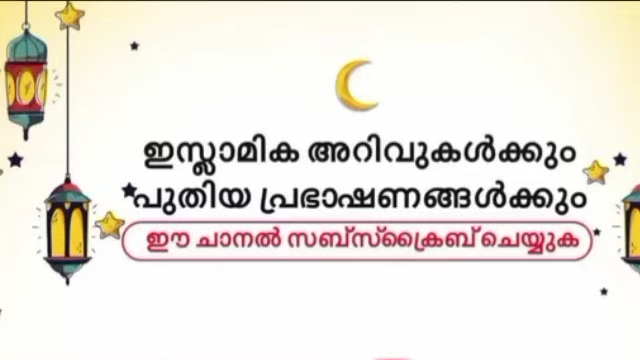 ഇസ്ലാമിക അറിവുകൾക്കും
പുതിയ പ്രഭാഷണങ്ങൾക്കും
ഈ ചാനൽ സബ്സ്ക്രൈബ് ചെയ്യുക